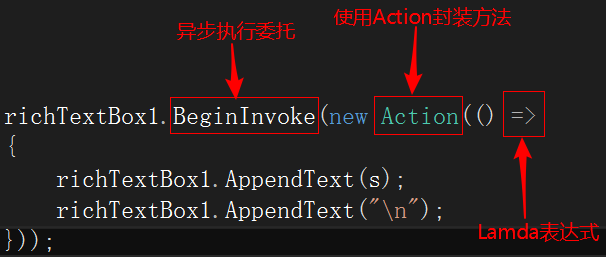 异步执行委托
使用Action封装方法
richTextBox1.BeginInvoke(new Action(() =>
{
    richTextBox1.AppendText(s);
    richTextBox1.AppendText("\n");
}));
Lamda表达式